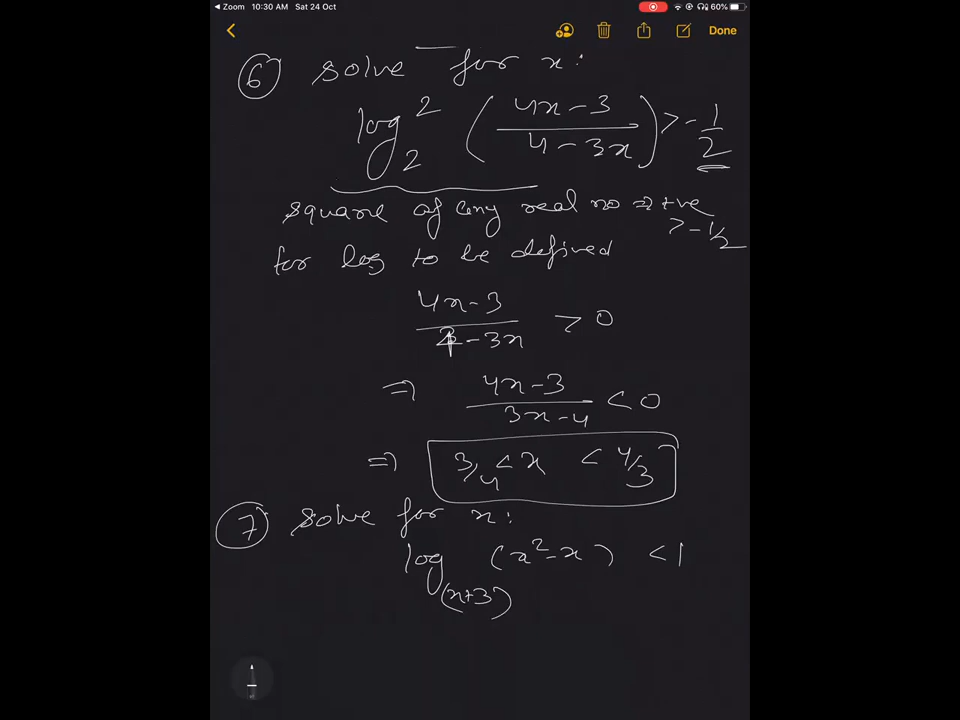 Zoom 10:30 AM Sat 24 Oct 60%
Done
6 solve for x:
log₂² (4x-3/4-3x) > -1/2
square of any real no ⇒ +ve
> -1/2
for log to be defined
4x-3/4-3x > 0
⇒ 4x-3/3x-4 < 0
⇒ 3/4 < x < 4/3
7 solve for x:
log(x+3) (x²-x) < 1